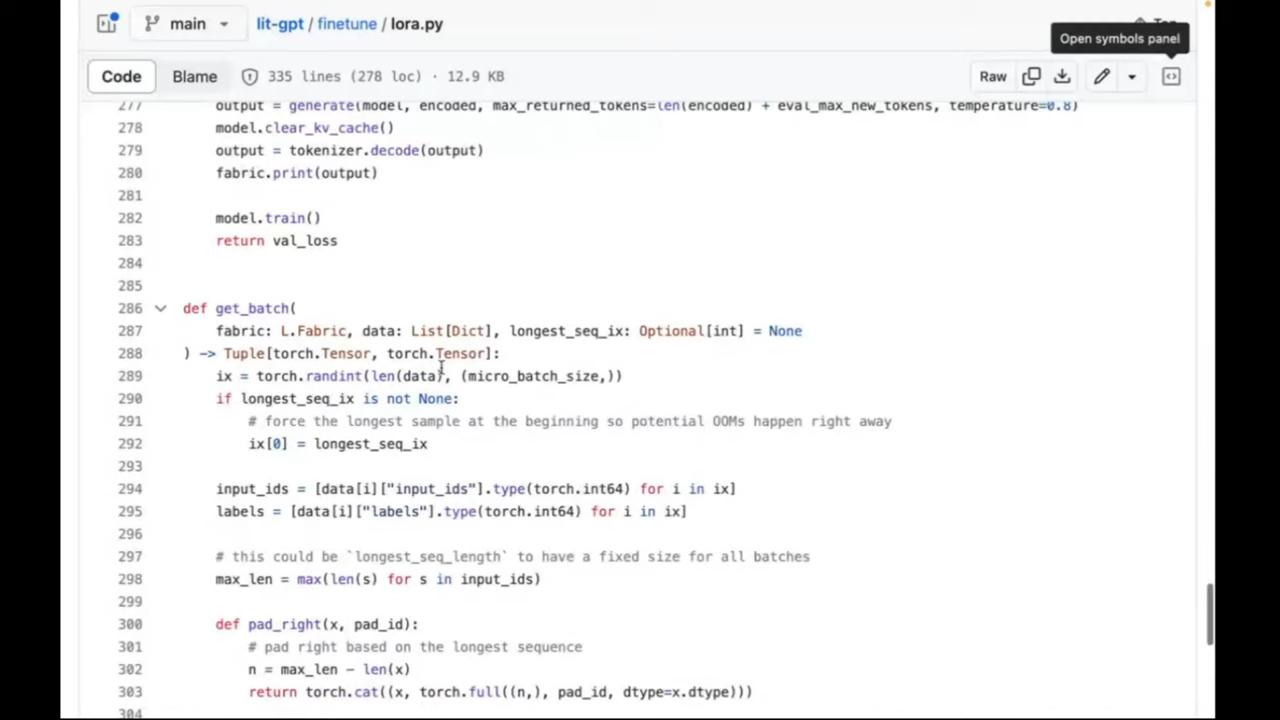 main
lit-gpt / finetune / lora.py
Top
Open symbols panel
Code Blame 335 lines (278 loc) · 12.9 KB Raw
277 output = generate(model, encoded, max_returned_tokens=len(encoded) + eval_max_new_tokens, temperature=0.8)
278 model.clear_kv_cache()
279 output = tokenizer.decode(output)
280 fabric.print(output)
281
282 model.train()
283 return val_loss
284
285
286 def get_batch(
287 fabric: L.Fabric, data: List[Dict], longest_seq_ix: Optional[int] = None
288 ) -> Tuple[torch.Tensor, torch.Tensor]:
289 ix = torch.randint(len(data), (micro_batch_size,))
290 if longest_seq_ix is not None:
291 # force the longest sample at the beginning so potential OOMs happen right away
292 ix[0] = longest_seq_ix
293
294 input_ids = [data[i]["input_ids"].type(torch.int64) for i in ix]
295 labels = [data[i]["labels"].type(torch.int64) for i in ix]
296
297 # this could be `longest_seq_length` to have a fixed size for all batches
298 max_len = max(len(s) for s in input_ids)
299
300 def pad_right(x, pad_id):
301 # pad right based on the longest sequence
302 n = max_len - len(x)
303 return torch.cat((x, torch.full((n,), pad_id, dtype=x.dtype)))
304